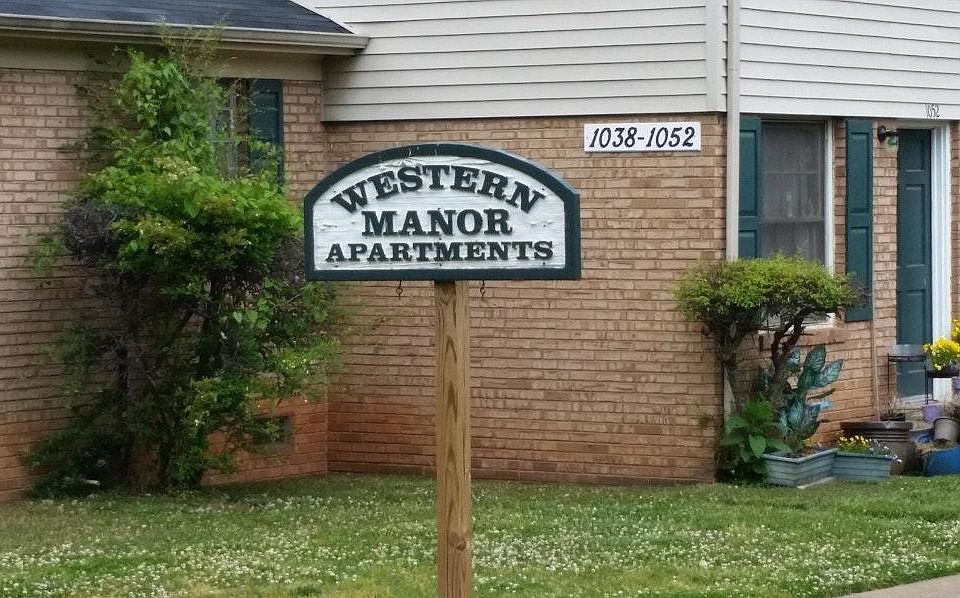 WESTERN
MANOR
APARTMENTS
1038-1052
1052